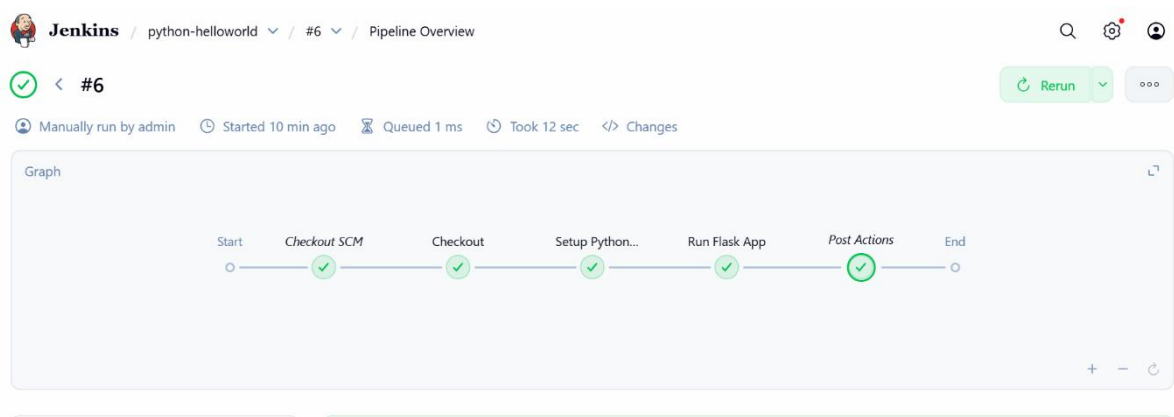 Jenkins / python-helloworld / #6 / Pipeline Overview
#6
Rerun
Manually run by admin Started 10 min ago Queued 1 ms Took 12 sec </> Changes
Graph
Start Checkout SCM Checkout Setup Python... Run Flask App Post Actions End